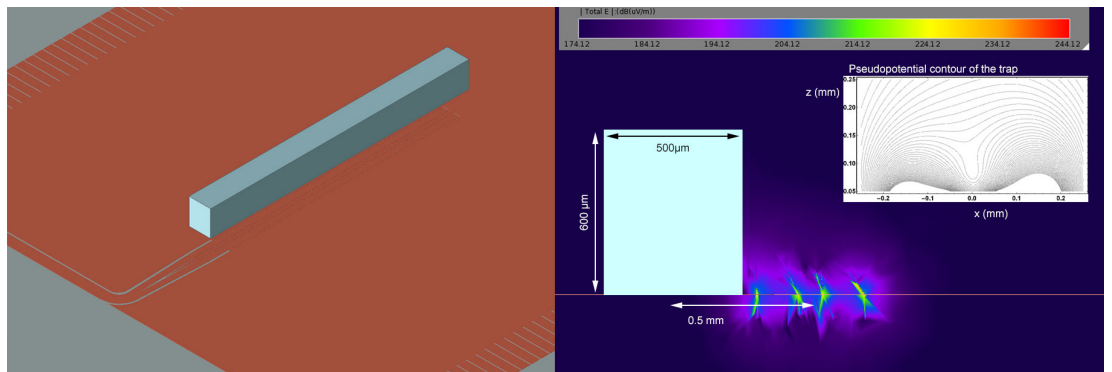 | Total E | (dB(uV/m))
174.12 184.12 194.12 204.12 214.12 224.12 234.12 244.12
Pseudopotential contour of the trap
z (mm)
0.25
0.20
0.15
0.10
0.05
−0.2 −0.1 0.0 0.1 0.2
x (mm)
500µm
600 µm
0.5 mm